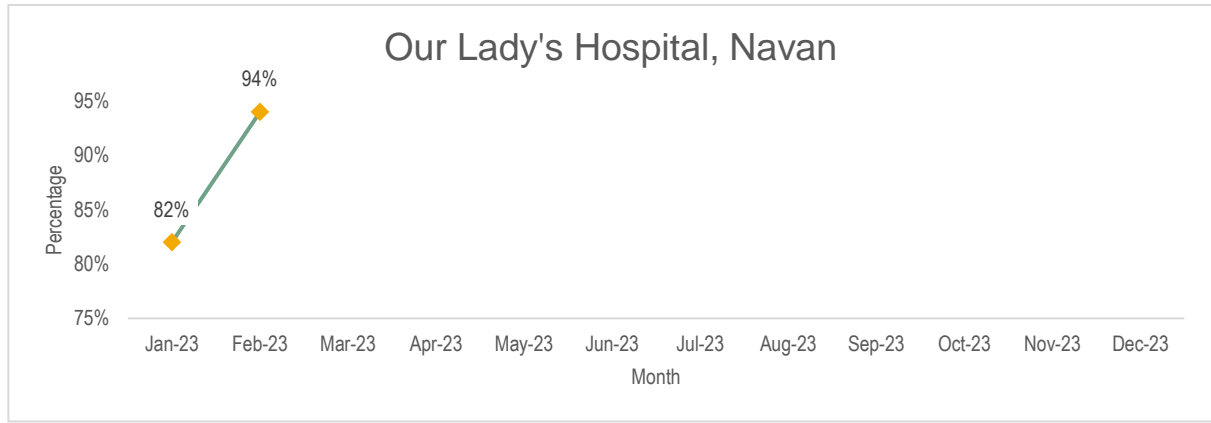 Our Lady's Hospital, Navan
94%
95%
90%
82%
85%
80%
75%
Percentage
Jan-23 Feb-23 Mar-23 Apr-23 May-23 Jun-23 Jul-23 Aug-23 Sep-23 Oct-23 Nov-23 Dec-23
Month